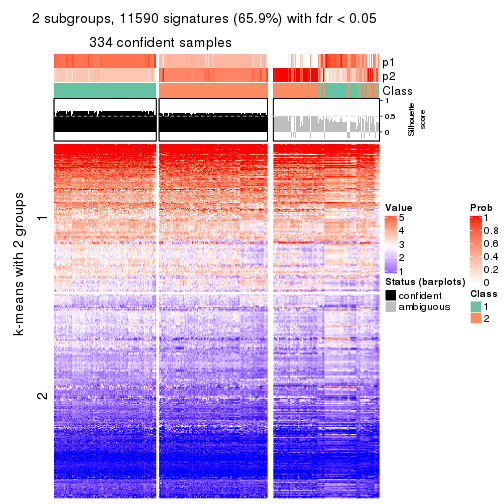 2 subgroups, 11590 signatures (65.9%) with fdr < 0.05
334 confident samples
p1
p2
Class
1
0.5
0
Silhouette
score
k-means with 2 groups
1
2
Value
5
4
3
2
1
Status (barplots)
confident
ambiguous
Prob
1
0.8
0.6
0.4
0.2
0
Class
1
2